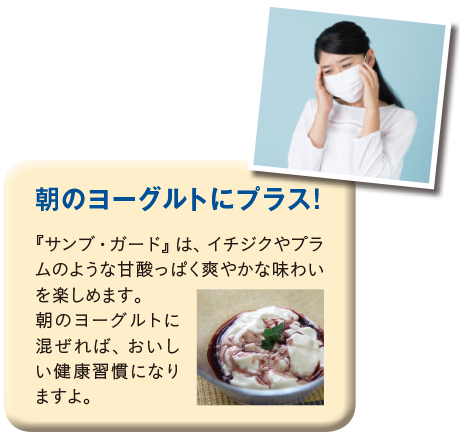 朝のヨーグルトにプラス!
『サンブ・ガード』は、イチジクやプラ
ムのような甘酸っぱく爽やかな味わい
を楽しめます。
朝のヨーグルトに
混ぜれば、おいし
い健康習慣になり
ますよ。